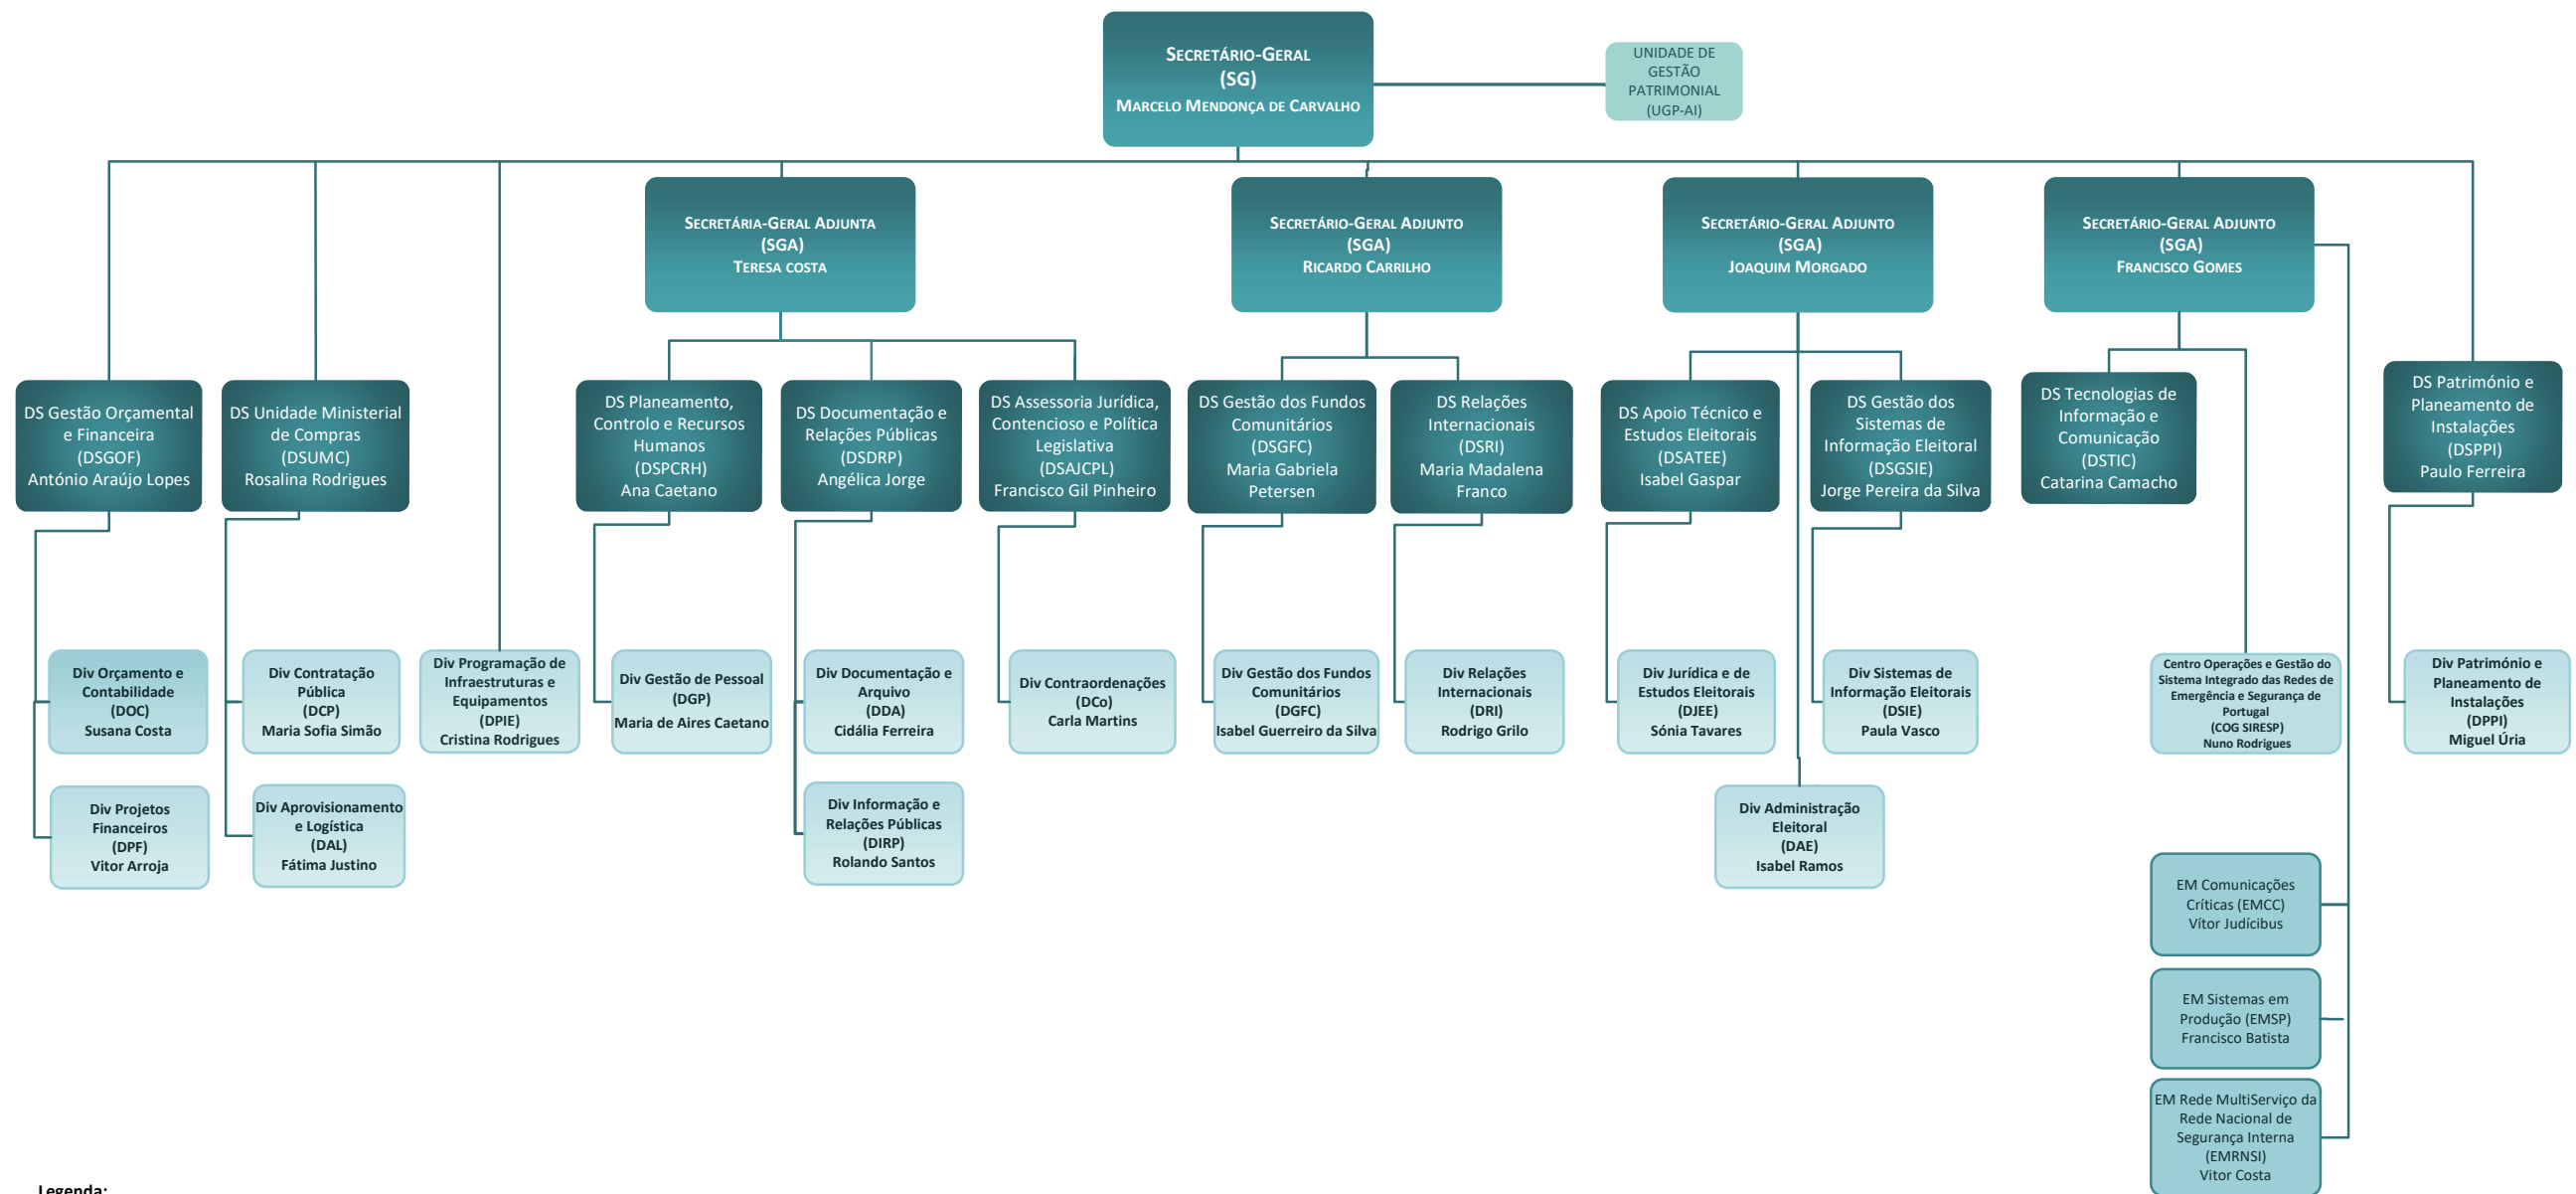 SECRETÁRIO-GERAL
(SG)
MARCELO MENDONÇA DE CARVALHO
UNIDADE DE
GESTÃO
PATRIMONIAL
(UGP-AI)
SECRETÁRIA-GERAL ADJUNTA
(SGA)
TERESA COSTA
SECRETÁRIO-GERAL ADJUNTO
(SGA)
RICARDO CARRILHO
SECRETÁRIO-GERAL ADJUNTO
(SGA)
JOAQUIM MORGADO
SECRETÁRIO-GERAL ADJUNTO
(SGA)
FRANCISCO GOMES
DS Gestão Orçamental
e Financeira
(DSGOF)
António Araújo Lopes
DS Unidade Ministerial
de Compras
(DSUMC)
Rosalina Rodrigues
DS Planeamento,
Controlo e Recursos
Humanos
(DSPCRH)
Ana Caetano
DS Documentação e
Relações Públicas
(DSDRP)
Angélica Jorge
DS Assessoria Jurídica,
Contencioso e Política
Legislativa
(DSAJCPL)
Francisco Gil Pinheiro
DS Gestão dos Fundos
Comunitários
(DSGFC)
Maria Gabriela
Petersen
DS Relações
Internacionais
(DSRI)
Maria Madalena
Franco
DS Apoio Técnico e
Estudos Eleitorais
(DSATEE)
Isabel Gaspar
DS Gestão dos
Sistemas de
Informação Eleitoral
(DSGSIE)
Jorge Pereira da Silva
DS Tecnologias de
Informação e
Comunicação
(DSTIC)
Catarina Camacho
DS Património e
Planeamento de
Instalações
(DSPPI)
Paulo Ferreira
Div Orçamento e
Contabilidade
(DOC)
Susana Costa
Div Contratação
Pública
(DCP)
Maria Sofia Simão
Div Programação de
Infraestruturas e
Equipamentos
(DPIE)
Cristina Rodrigues
Div Gestão de Pessoal
(DGP)
Maria de Aires Caetano
Div Documentação e
Arquivo
(DDA)
Cidália Ferreira
Div Contraordenações
(DCo)
Carla Martins
Div Gestão dos Fundos
Comunitários
(DGFC)
Isabel Guerreiro da Silva
Div Relações
Internacionais
(DRI)
Rodrigo Grilo
Div Jurídica e de
Estudos Eleitorais
(DJEE)
Sónia Tavares
Div Sistemas de
Informação Eleitorais
(DSIE)
Paula Vasco
Centro Operações e Gestão do
Sistema Integrado das Redes de
Emergência e Segurança de
Portugal
(COG SIRESP)
Nuno Rodrigues
Div Património e
Planeamento de
Instalações
(DPPI)
Miguel Úria
Div Projetos
Financeiros
(DPF)
Vitor Arroja
Div Aprovisionamento
e Logística
(DAL)
Fátima Justino
Div Informação e
Relações Públicas
(DIRP)
Rolando Santos
Div Administração
Eleitoral
(DAE)
Isabel Ramos
EM Comunicações
Críticas (EMCC)
Vítor Judícibus
EM Sistemas em
Produção (EMSP)
Francisco Batista
EM Rede MultiServiço da
Rede Nacional de
Segurança Interna
(EMRNSI)
Vitor Costa
Legenda: